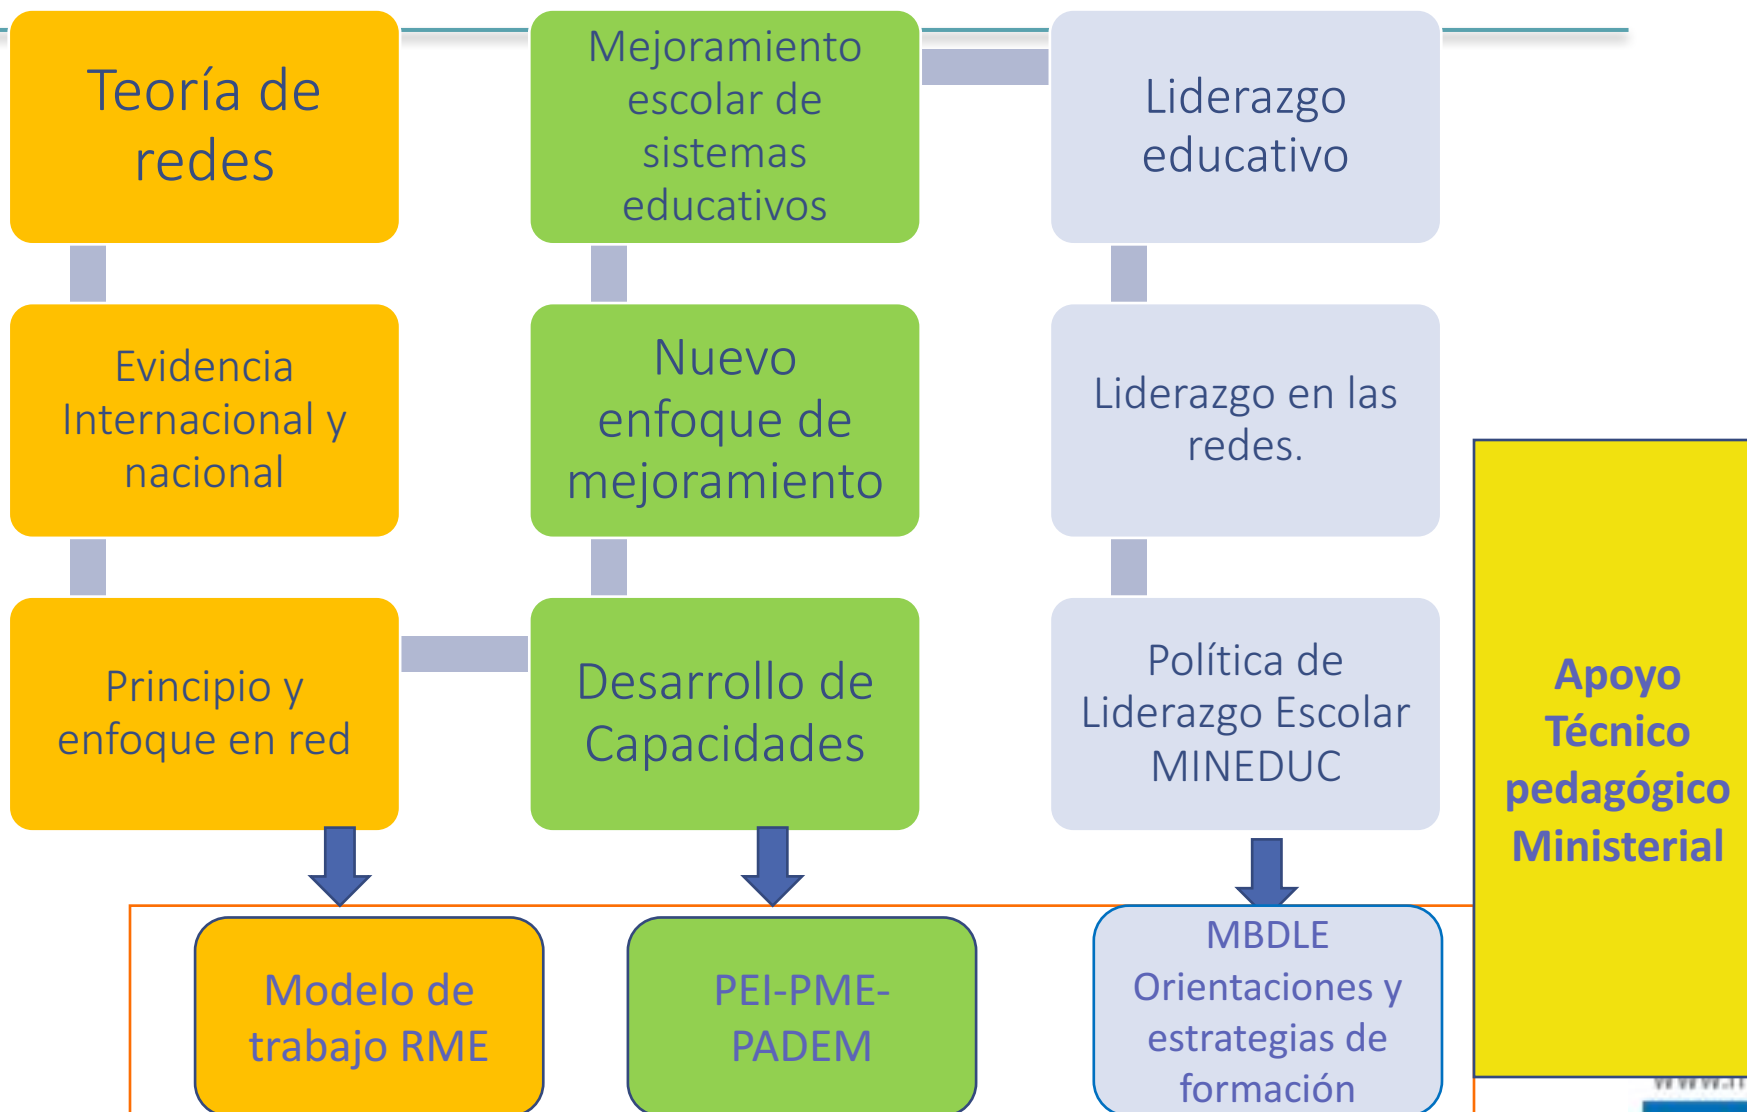 Teoría de
redes
Evidencia
Internacional y
nacional
Principio y
enfoque en red
Mejoramiento
escolar de
sistemas
educativos
Nuevo
enfoque de
mejoramiento
Desarrollo de
Capacidades
Liderazgo
educativo
Liderazgo en las
redes.
Política de
Liderazgo Escolar
MINEDUC
Modelo de
trabajo RME
PEI-PME-
PADEM
MBDLE
Orientaciones y
estrategias de
formación
Apoyo
Técnico
pedagógico
Ministerial